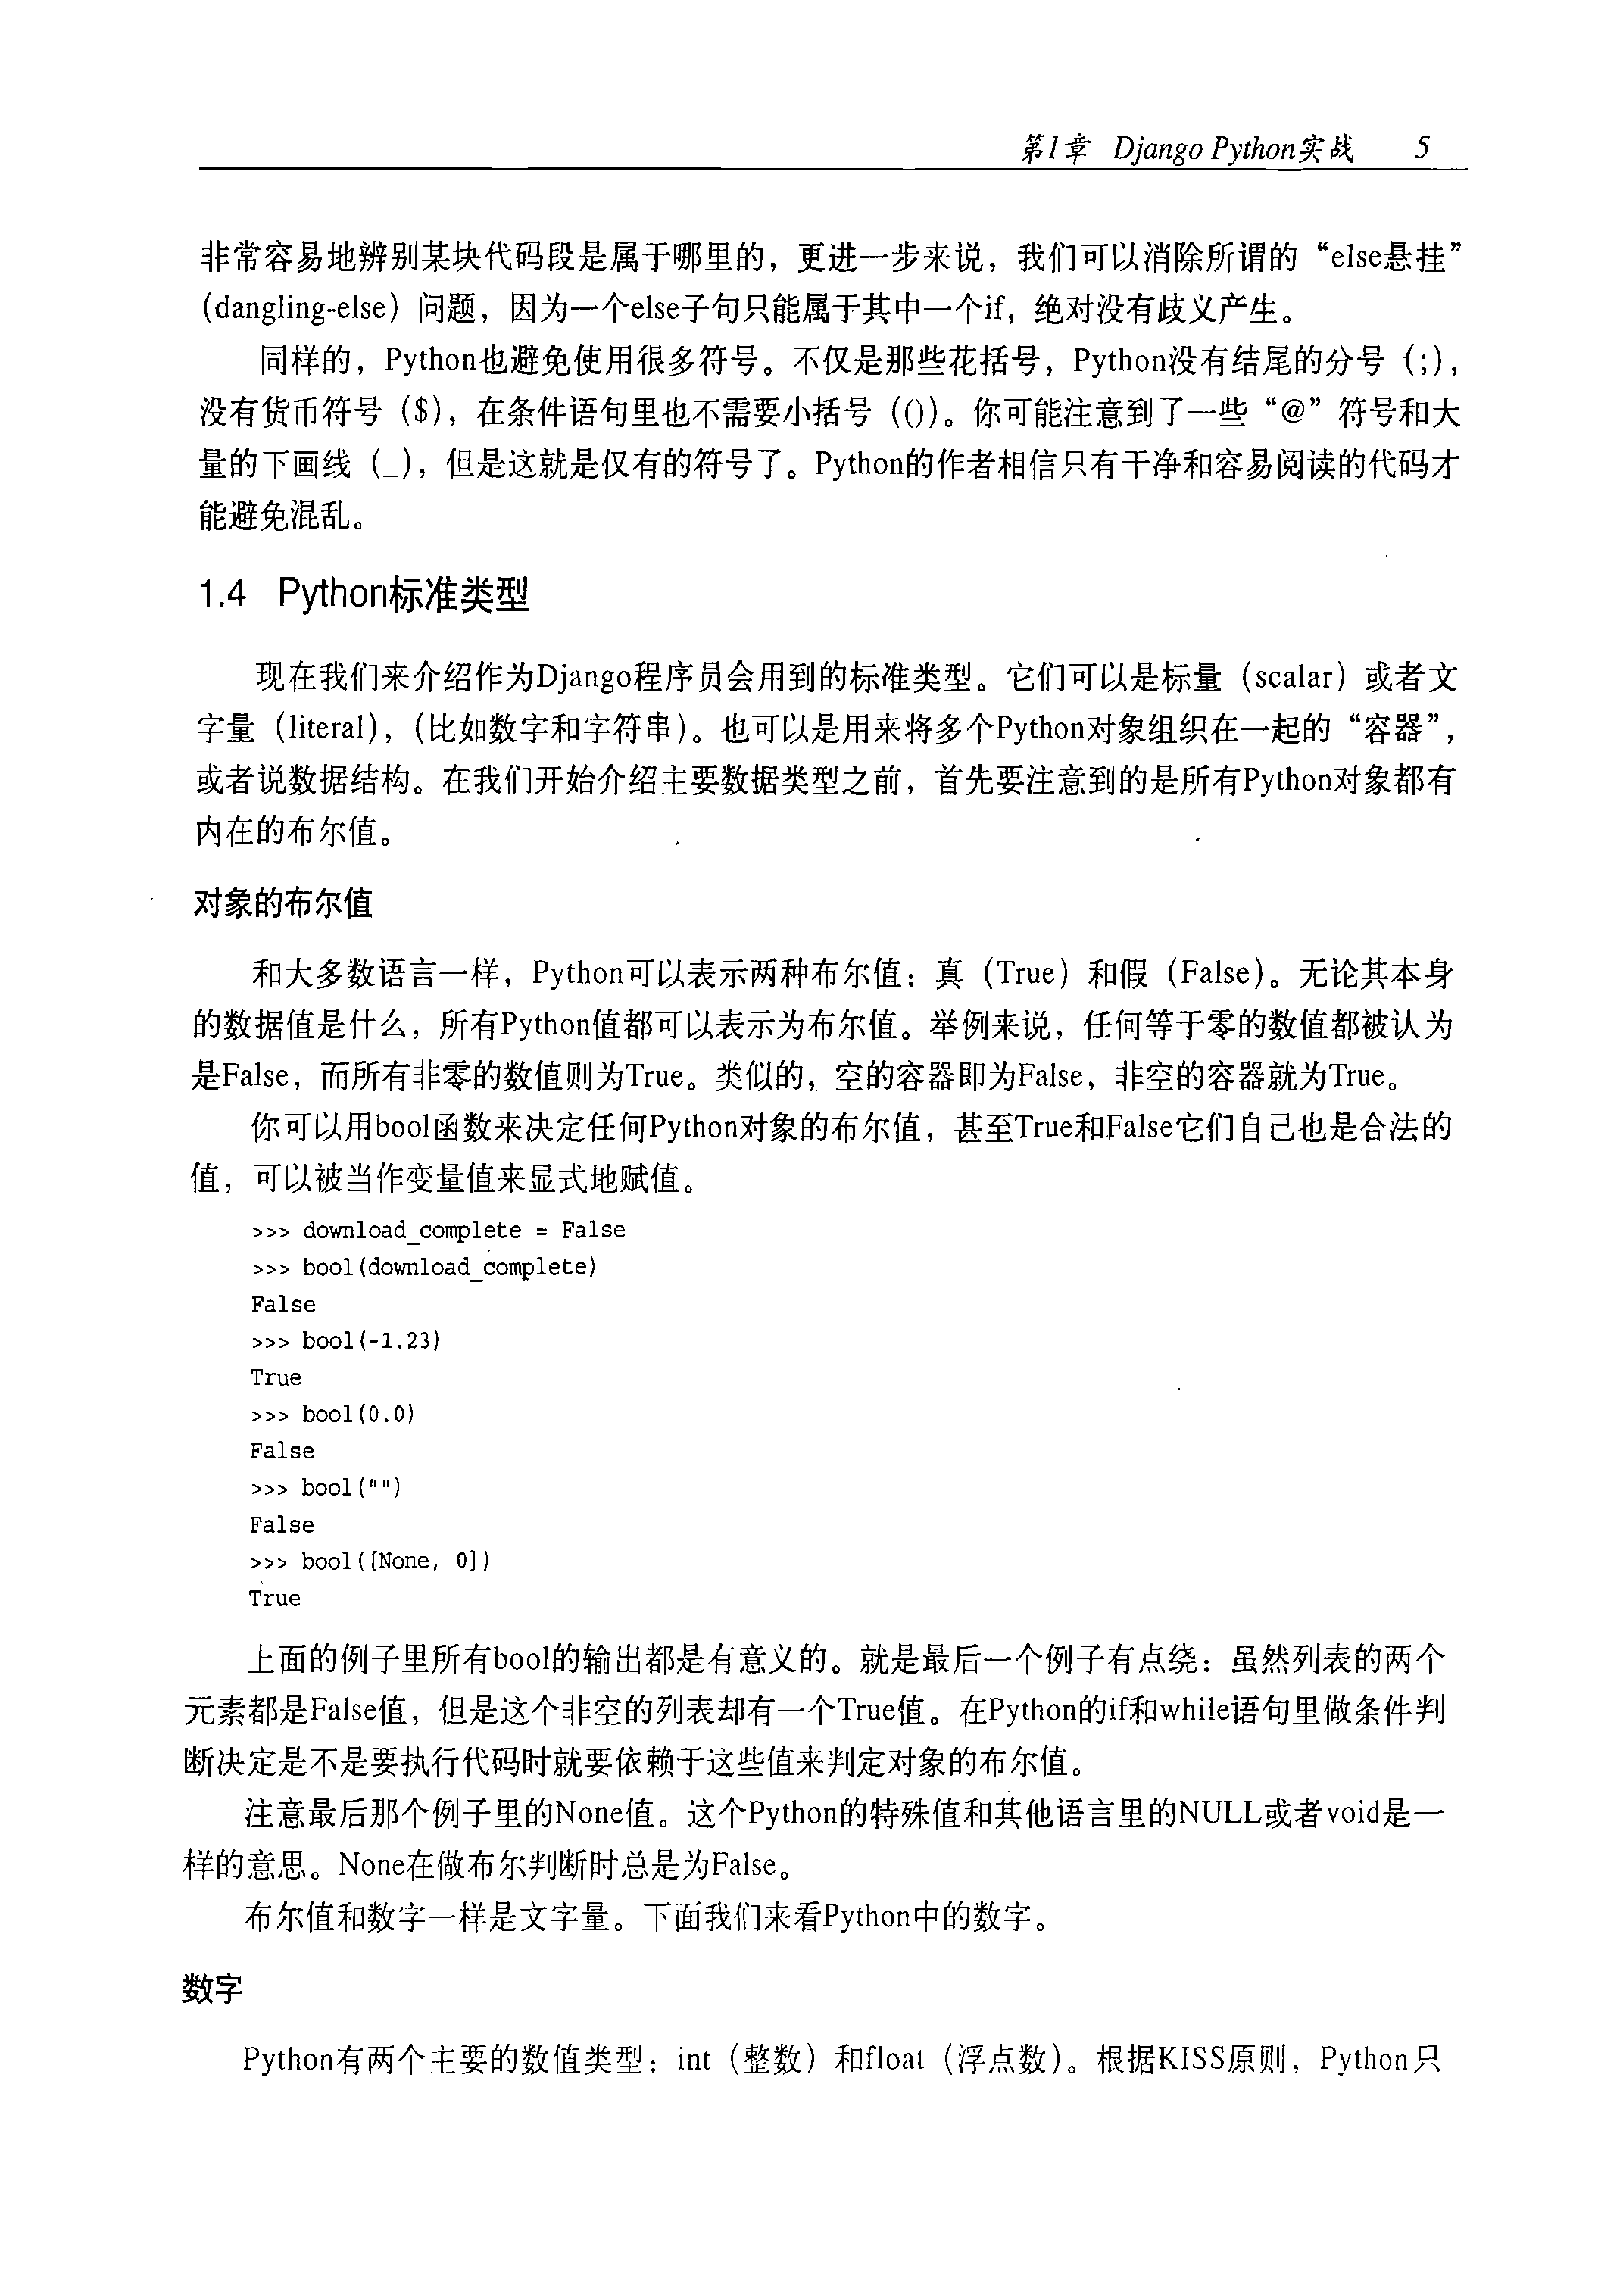 第1章 Django Python实战 5
非常容易地辨别某块代码段是属于哪里的，更进一步来说，我们可以消除所谓的“else悬挂”
(dangling-else）问题，因为一个else子句只能属于其中一个if，绝对没有歧义产生。
同样的，Python也避免使用很多符号。不仅是那些花括号，Python没有结尾的分号（;），
没有货币符号（$），在条件语句里也不需要小括号（()）。你可能注意到了一些“@”符号和大
量的下画线（_），但是这就是仅有的符号了。Python的作者相信只有干净和容易阅读的代码才
能避免混乱。
1.4 Python标准类型
现在我们来介绍作为Django程序员会用到的标准类型。它们可以是标量（scalar）或者文
字量（literal），（比如数字和字符串）。也可以是用来将多个Python对象组织在一起的“容器”，
或者说数据结构。在我们开始介绍主要数据类型之前，首先要注意到的是所有Python对象都有
内在的布尔值。
对象的布尔值
和大多数语言一样，Python可以表示两种布尔值：真（True）和假（False）。无论其本身
的数据值是什么，所有Python值都可以表示为布尔值。举例来说，任何等于零的数值都被认为
是False，而所有非零的数值则为True。类似的，空的容器即为False，非空的容器就为True。
你可以用bool函数来决定任何Python对象的布尔值，甚至True和False它们自己也是合法的
值，可以被当作变量值来显式地赋值。
>>> download_complete = False
>>> bool(download_complete)
False
>>> bool(-1.23)
True
>>> bool(0.0)
False
>>> bool("")
False
>>> bool([None, 0])
True
上面的例子里所有bool的输出都是有意义的。就是最后一个例子有点绕：虽然列表的两个
元素都是False值，但是这个非空的列表却有一个True值。在Python的if和while语句里做条件判
断决定是不是要执行代码时就要依赖于这些值来判定对象的布尔值。
注意最后那个例子里的None值。这个Python的特殊值和其他语言里的NULL或者void是一
样的意思。None在做布尔判断时总是为False。
布尔值和数字一样是文字量。下面我们来看Python中的数字。
数字
Python有两个主要的数值类型：int（整数）和float（浮点数）。根据KISS原则，Python只